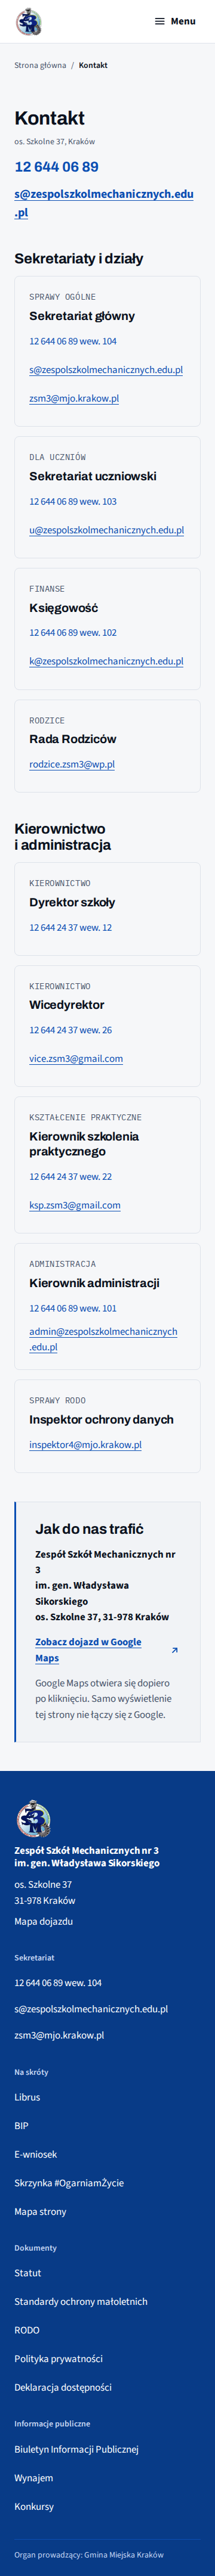 Menu
Strona główna / Kontakt
Kontakt
os. Szkolne 37, Kraków
12 644 06 89
s@zespolszkolmechanicznych.edu
.pl
Sekretariaty i działy
SPRAWY OGÓLNE
Sekretariat główny
12 644 06 89 wew. 104
s@zespolszkolmechanicznych.edu.pl
zsm3@mjo.krakow.pl
DLA UCZNIÓW
Sekretariat uczniowski
12 644 06 89 wew. 103
u@zespolszkolmechanicznych.edu.pl
FINANSE
Księgowość
12 644 06 89 wew. 102
k@zespolszkolmechanicznych.edu.pl
RODZICE
Rada Rodziców
rodzice.zsm3@wp.pl
Kierownictwo
i administracja
KIEROWNICTWO
Dyrektor szkoły
12 644 24 37 wew. 12
KIEROWNICTWO
Wicedyrektor
12 644 24 37 wew. 26
vice.zsm3@gmail.com
KSZTAŁCENIE PRAKTYCZNE
Kierownik szkolenia
praktycznego
12 644 24 37 wew. 22
ksp.zsm3@gmail.com
ADMINISTRACJA
Kierownik administracji
12 644 06 89 wew. 101
admin@zespolszkolmechanicznych
.edu.pl
SPRAWY RODO
Inspektor ochrony danych
inspektor4@mjo.krakow.pl
Jak do nas trafić
Zespół Szkół Mechanicznych nr
3
im. gen. Władysława
Sikorskiego
os. Szkolne 37, 31-978 Kraków
Zobacz dojazd w Google
Maps
Google Maps otwiera się dopiero
po kliknięciu. Samo wyświetlenie
tej strony nie łączy się z Google.
Zespół Szkół Mechanicznych nr 3
im. gen. Władysława Sikorskiego
os. Szkolne 37
31-978 Kraków
Mapa dojazdu
Sekretariat
12 644 06 89 wew. 104
s@zespolszkolmechanicznych.edu.pl
zsm3@mjo.krakow.pl
Na skróty
Librus
BIP
E-wniosek
Skrzynka #OgarniamŻycie
Mapa strony
Dokumenty
Statut
Standardy ochrony małoletnich
RODO
Polityka prywatności
Deklaracja dostępności
Informacje publiczne
Biuletyn Informacji Publicznej
Wynajem
Konkursy
Organ prowadzący: Gmina Miejska Kraków